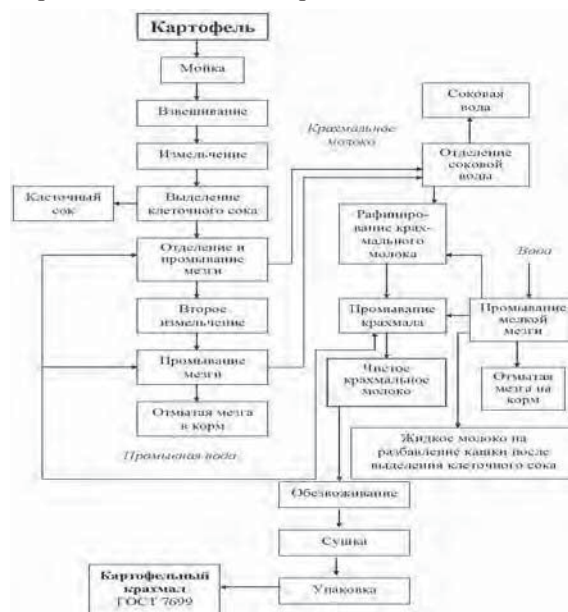 Картофель
Мойка
Взвешивание
Измельчение
Выделение
клеточного сока
Клеточный
сок
Отделение и
промывание мезги
Второе
измельчение
Промывание
мезги
Отмытая мезга
в корм
Промывная вода
Крахмальное
молоко
Соковая
вода
Отделение
соковой
воды
Рафиниро-
вание крах-
мального
молока
Вода
Промывание
крахмала
Промывание
мелкой
мезги
Чистое
крахмальное
молоко
Отмытая
мезга на
корм
Жидкое молоко на
разбавление кашки после
выделения клеточного сока
Обезвоживание
Сушка
Упаковка
Картофельный
крахмал
ГОСТ 7699